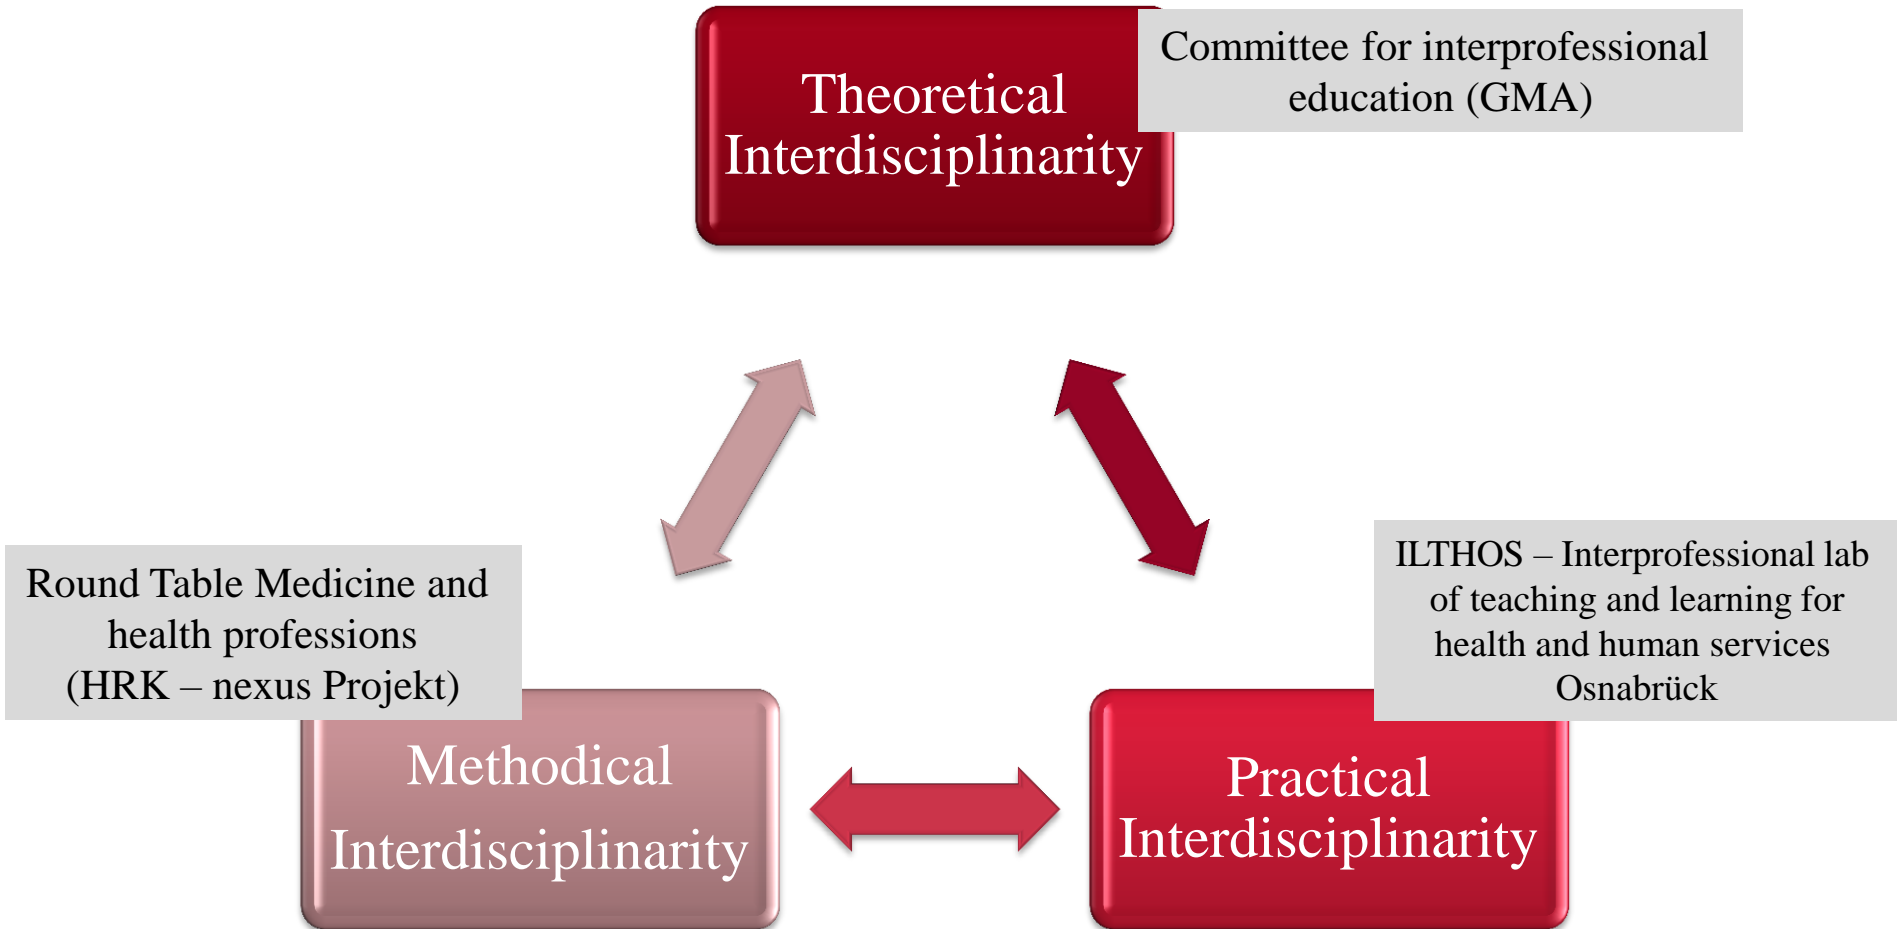 Theoretical
Interdisciplinarity
Committee for interprofessional
education (GMA)
Round Table Medicine and
health professions
(HRK – nexus Projekt)
ILTHOS – Interprofessional lab
of teaching and learning for
health and human services
Osnabrück
Methodical
Interdisciplinarity
Practical
Interdisciplinarity